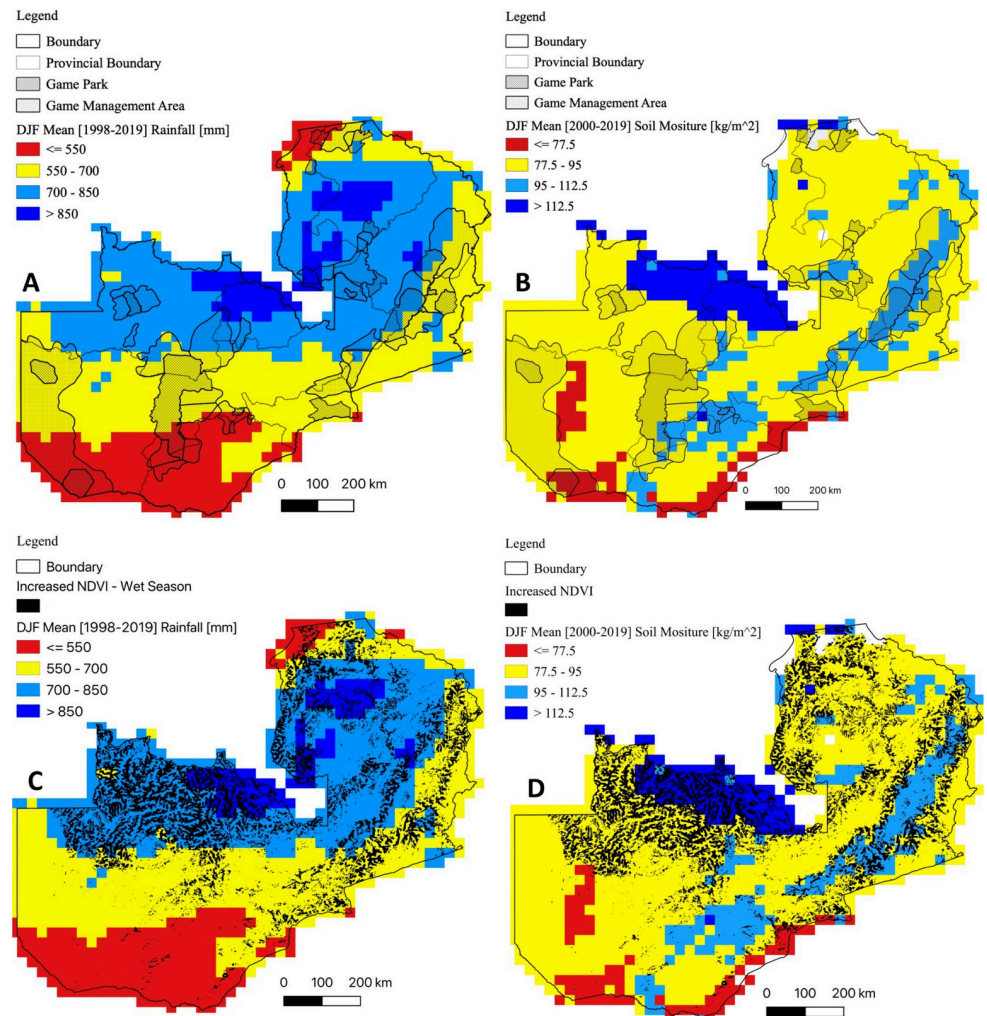 Legend
Boundary
Provincial Boundary
Game Park
Game Management Area
DJF Mean [1998-2019] Rainfall [mm]
<= 550
550 - 700
700 - 850
> 850
A
0 100 200 km
Legend
Boundary
Provincial Boundary
Game Park
Game Management Area
DJF Mean [2000-2019] Soil Mositure [kg/m^2]
<= 77.5
77.5 - 95
95 - 112.5
> 112.5
B
0 100 200 km
Legend
Boundary
Increased NDVI - Wet Season
DJF Mean [1998-2019] Rainfall [mm]
<= 550
550 - 700
700 - 850
> 850
C
0 100 200 km
Legend
Boundary
Increased NDVI
DJF Mean [2000-2019] Soil Mositure [kg/m^2]
<= 77.5
77.5 - 95
95 - 112.5
> 112.5
D
0 100 200 km